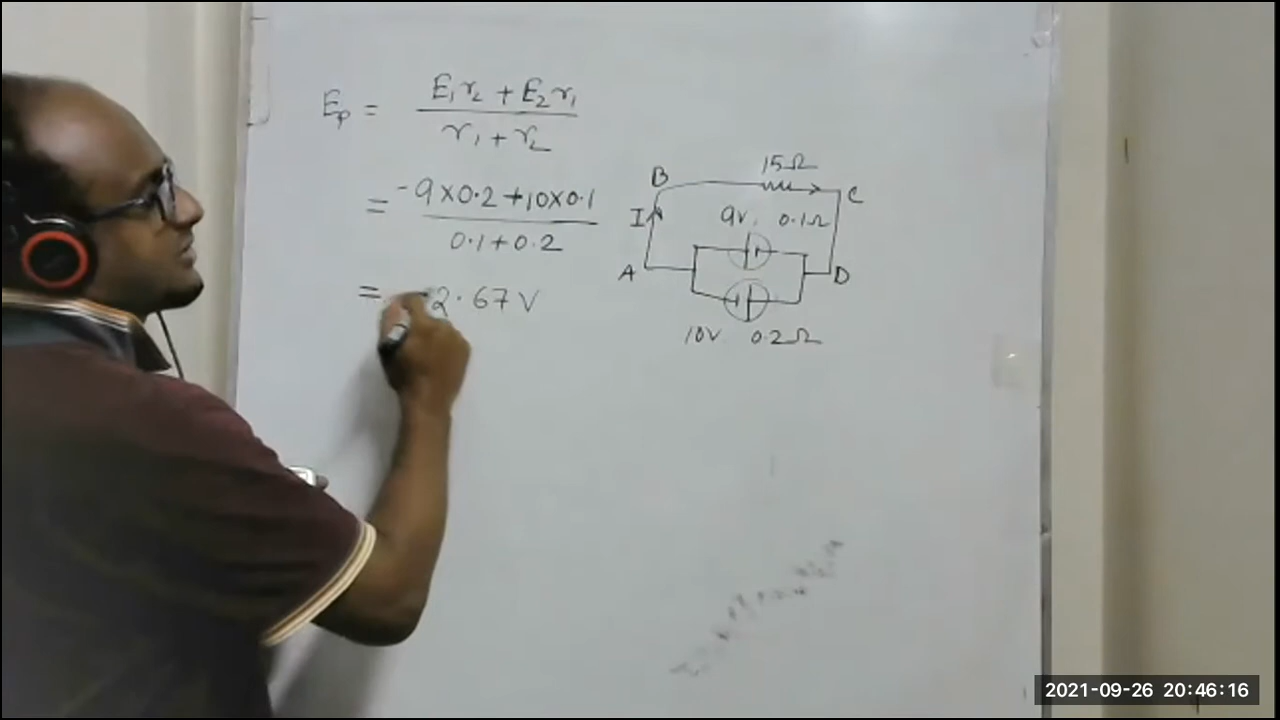 Ep = E₁r₂ + E₂r₁
r₁ + r₂
= -9×0.2+10×0.1
0.1+0.2
= -2.67 V
15Ω
B
C
I
9V. 0.1Ω
A
D
10V 0.2Ω
2021-09-26 20:46:16